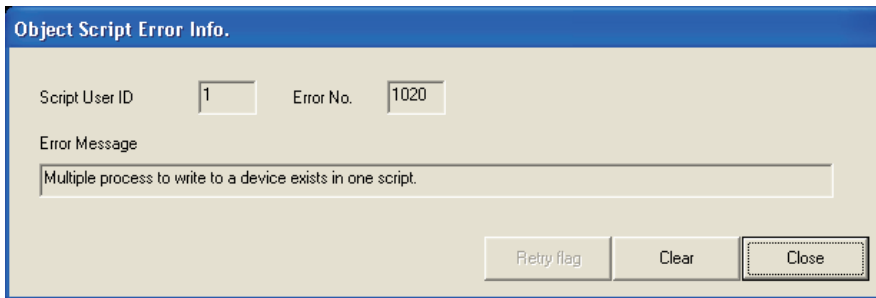 Object Script Error Info.
Script User ID 1 Error No. 1020
Error Message
Multiple process to write to a device exists in one script.
Retry flag Clear Close